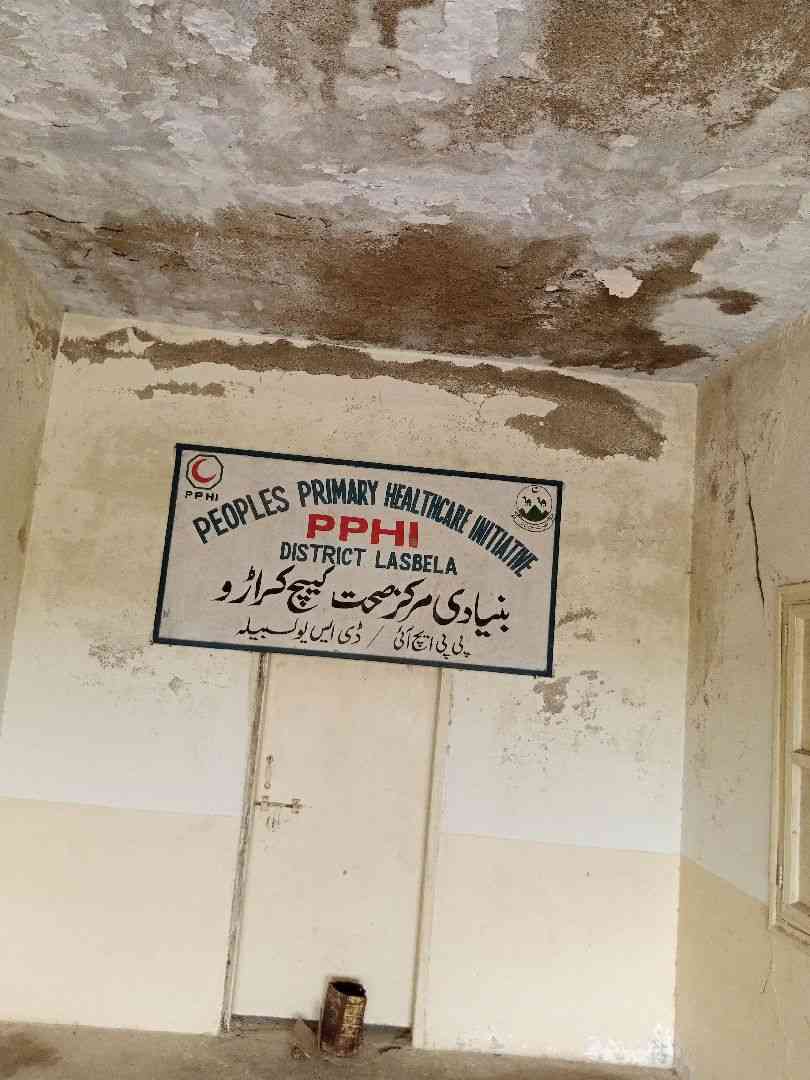 PPHI
PEOPLES PRIMARY HEALTHCARE INITIATIVE
PPHI
DISTRICT LASBELA
بنیادی مرکز صحت کیچ کراڑو
پی پی ایچ آئی / ڈی ایس یو لسبیلہ